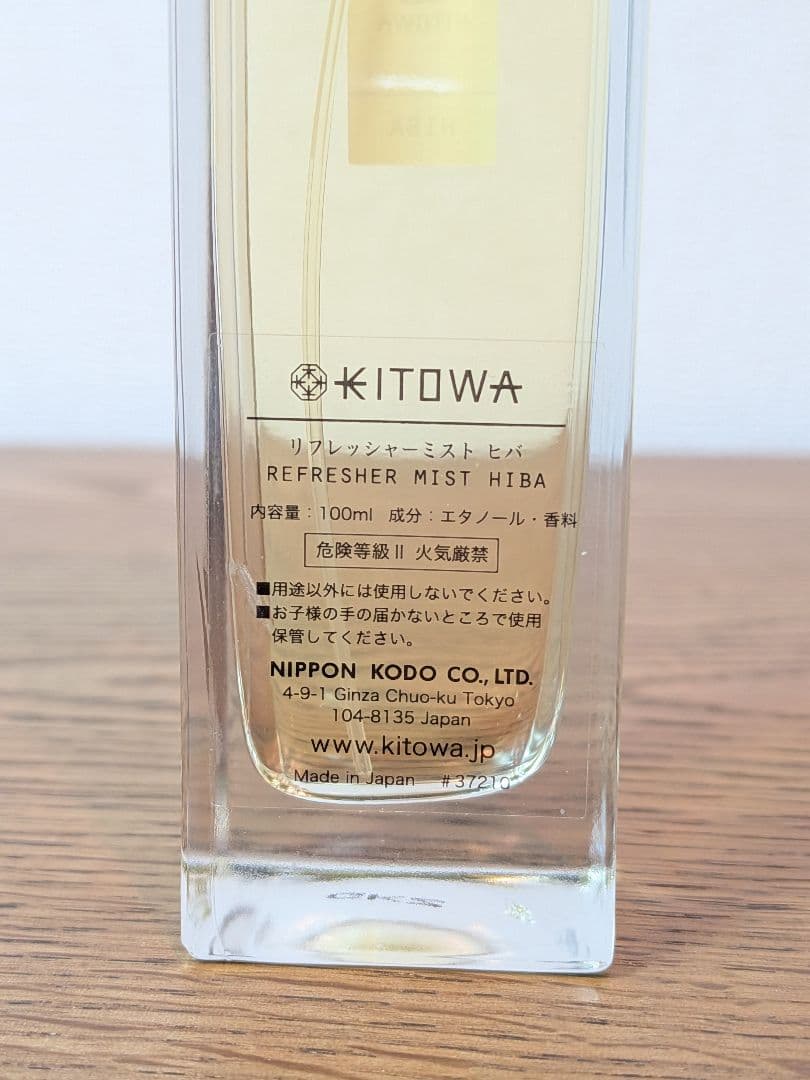 KITOWA
HIBA
KITOWA
リフレッシャーミスト ヒバ
REFRESHER MIST HIBA
内容量：100ml 成分：エタノール・香料
危険等級Ⅱ 火気厳禁
■用途以外には使用しないでください。
■お子様の手の届かないところで使用
保管してください。
NIPPON KODO CO., LTD.
4-9-1 Ginza Chuo-ku Tokyo
104-8135 Japan
www.kitowa.jp
Made in Japan #37210